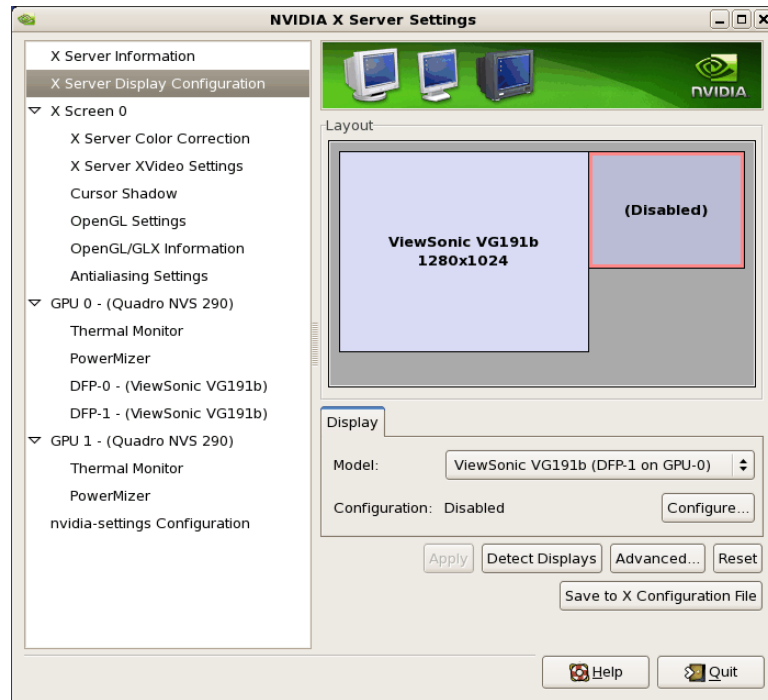 NVIDIA X Server Settings
X Server Information
X Server Display Configuration
X Screen 0
X Server Color Correction
X Server XVideo Settings
Cursor Shadow
OpenGL Settings
OpenGL/GLX Information
Antialiasing Settings
GPU 0 - (Quadro NVS 290)
Thermal Monitor
PowerMizer
DFP-0 - (ViewSonic VG191b)
DFP-1 - (ViewSonic VG191b)
GPU 1 - (Quadro NVS 290)
Thermal Monitor
PowerMizer
nvidia-settings Configuration
NVIDIA
Layout
ViewSonic VG191b
1280x1024
(Disabled)
Display
Model: ViewSonic VG191b (DFP-1 on GPU-0)
Configuration: Disabled Configure...
Apply Detect Displays Advanced... Reset
Save to X Configuration File
Help Quit